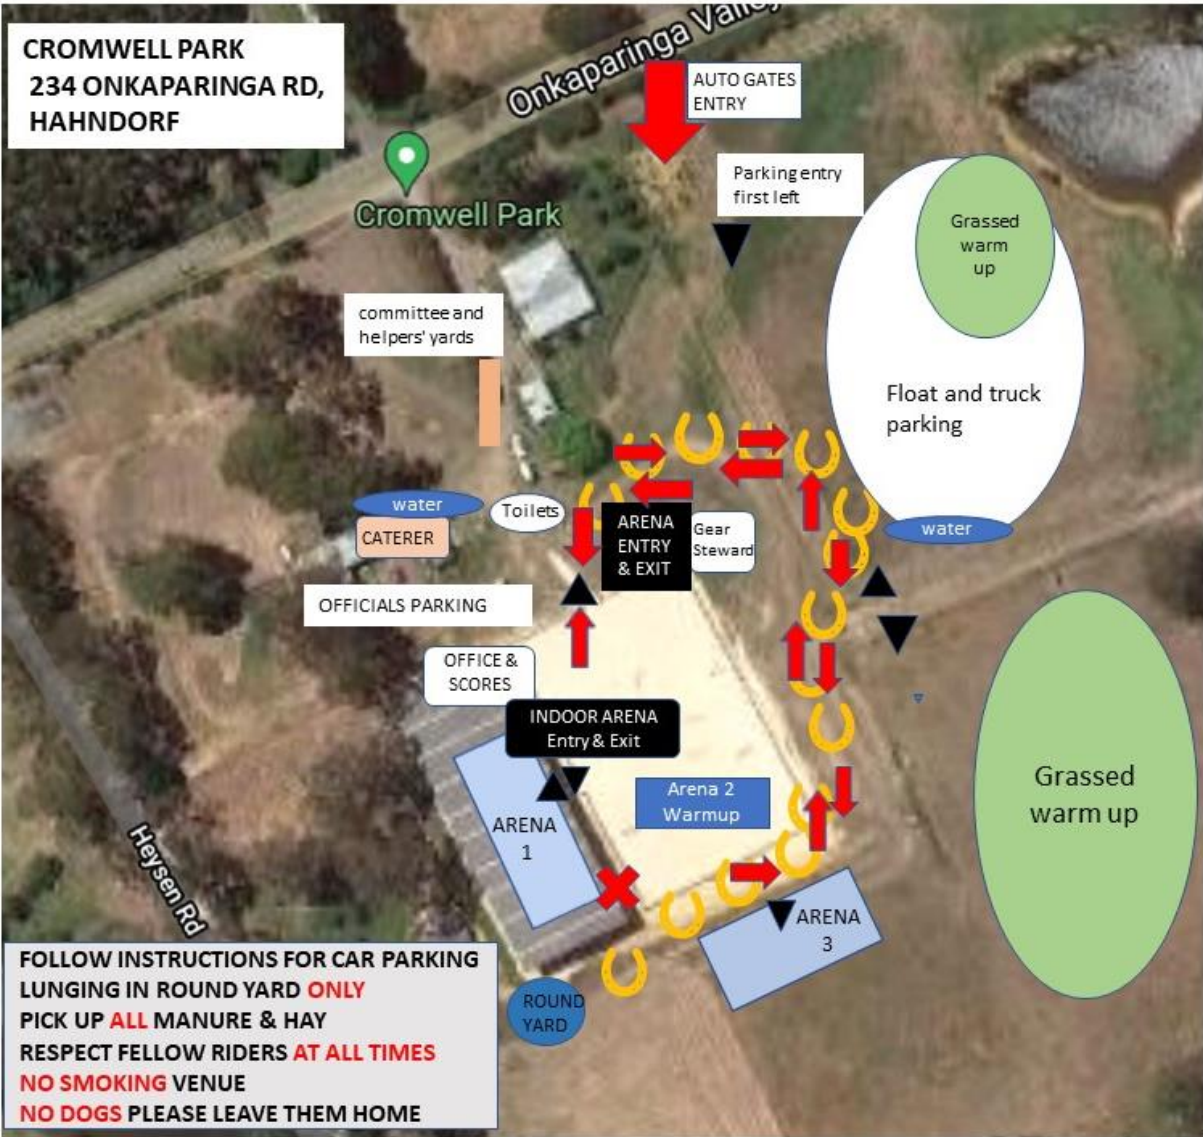 CROMWELL PARK
234 ONKAPARINGA RD,
HAHNDORF
Onkaparinga Valley
AUTO GATES
ENTRY
Parking entry
first left
Cromwell Park
Grassed
warm
up
committee and
helpers' yards
Float and truck
parking
water
Toilets
CATERER
ARENA
ENTRY
& EXIT
Gear
Steward
water
OFFICIALS PARKING
OFFICE &
SCORES
INDOOR ARENA
Entry & Exit
Arena 2
Warmup
Grassed
warm up
ARENA
1
Heysen Rd
ARENA
3
ROUND
YARD
FOLLOW INSTRUCTIONS FOR CAR PARKING
LUNGING IN ROUND YARD ONLY
PICK UP ALL MANURE & HAY
RESPECT FELLOW RIDERS AT ALL TIMES
NO SMOKING VENUE
NO DOGS PLEASE LEAVE THEM HOME